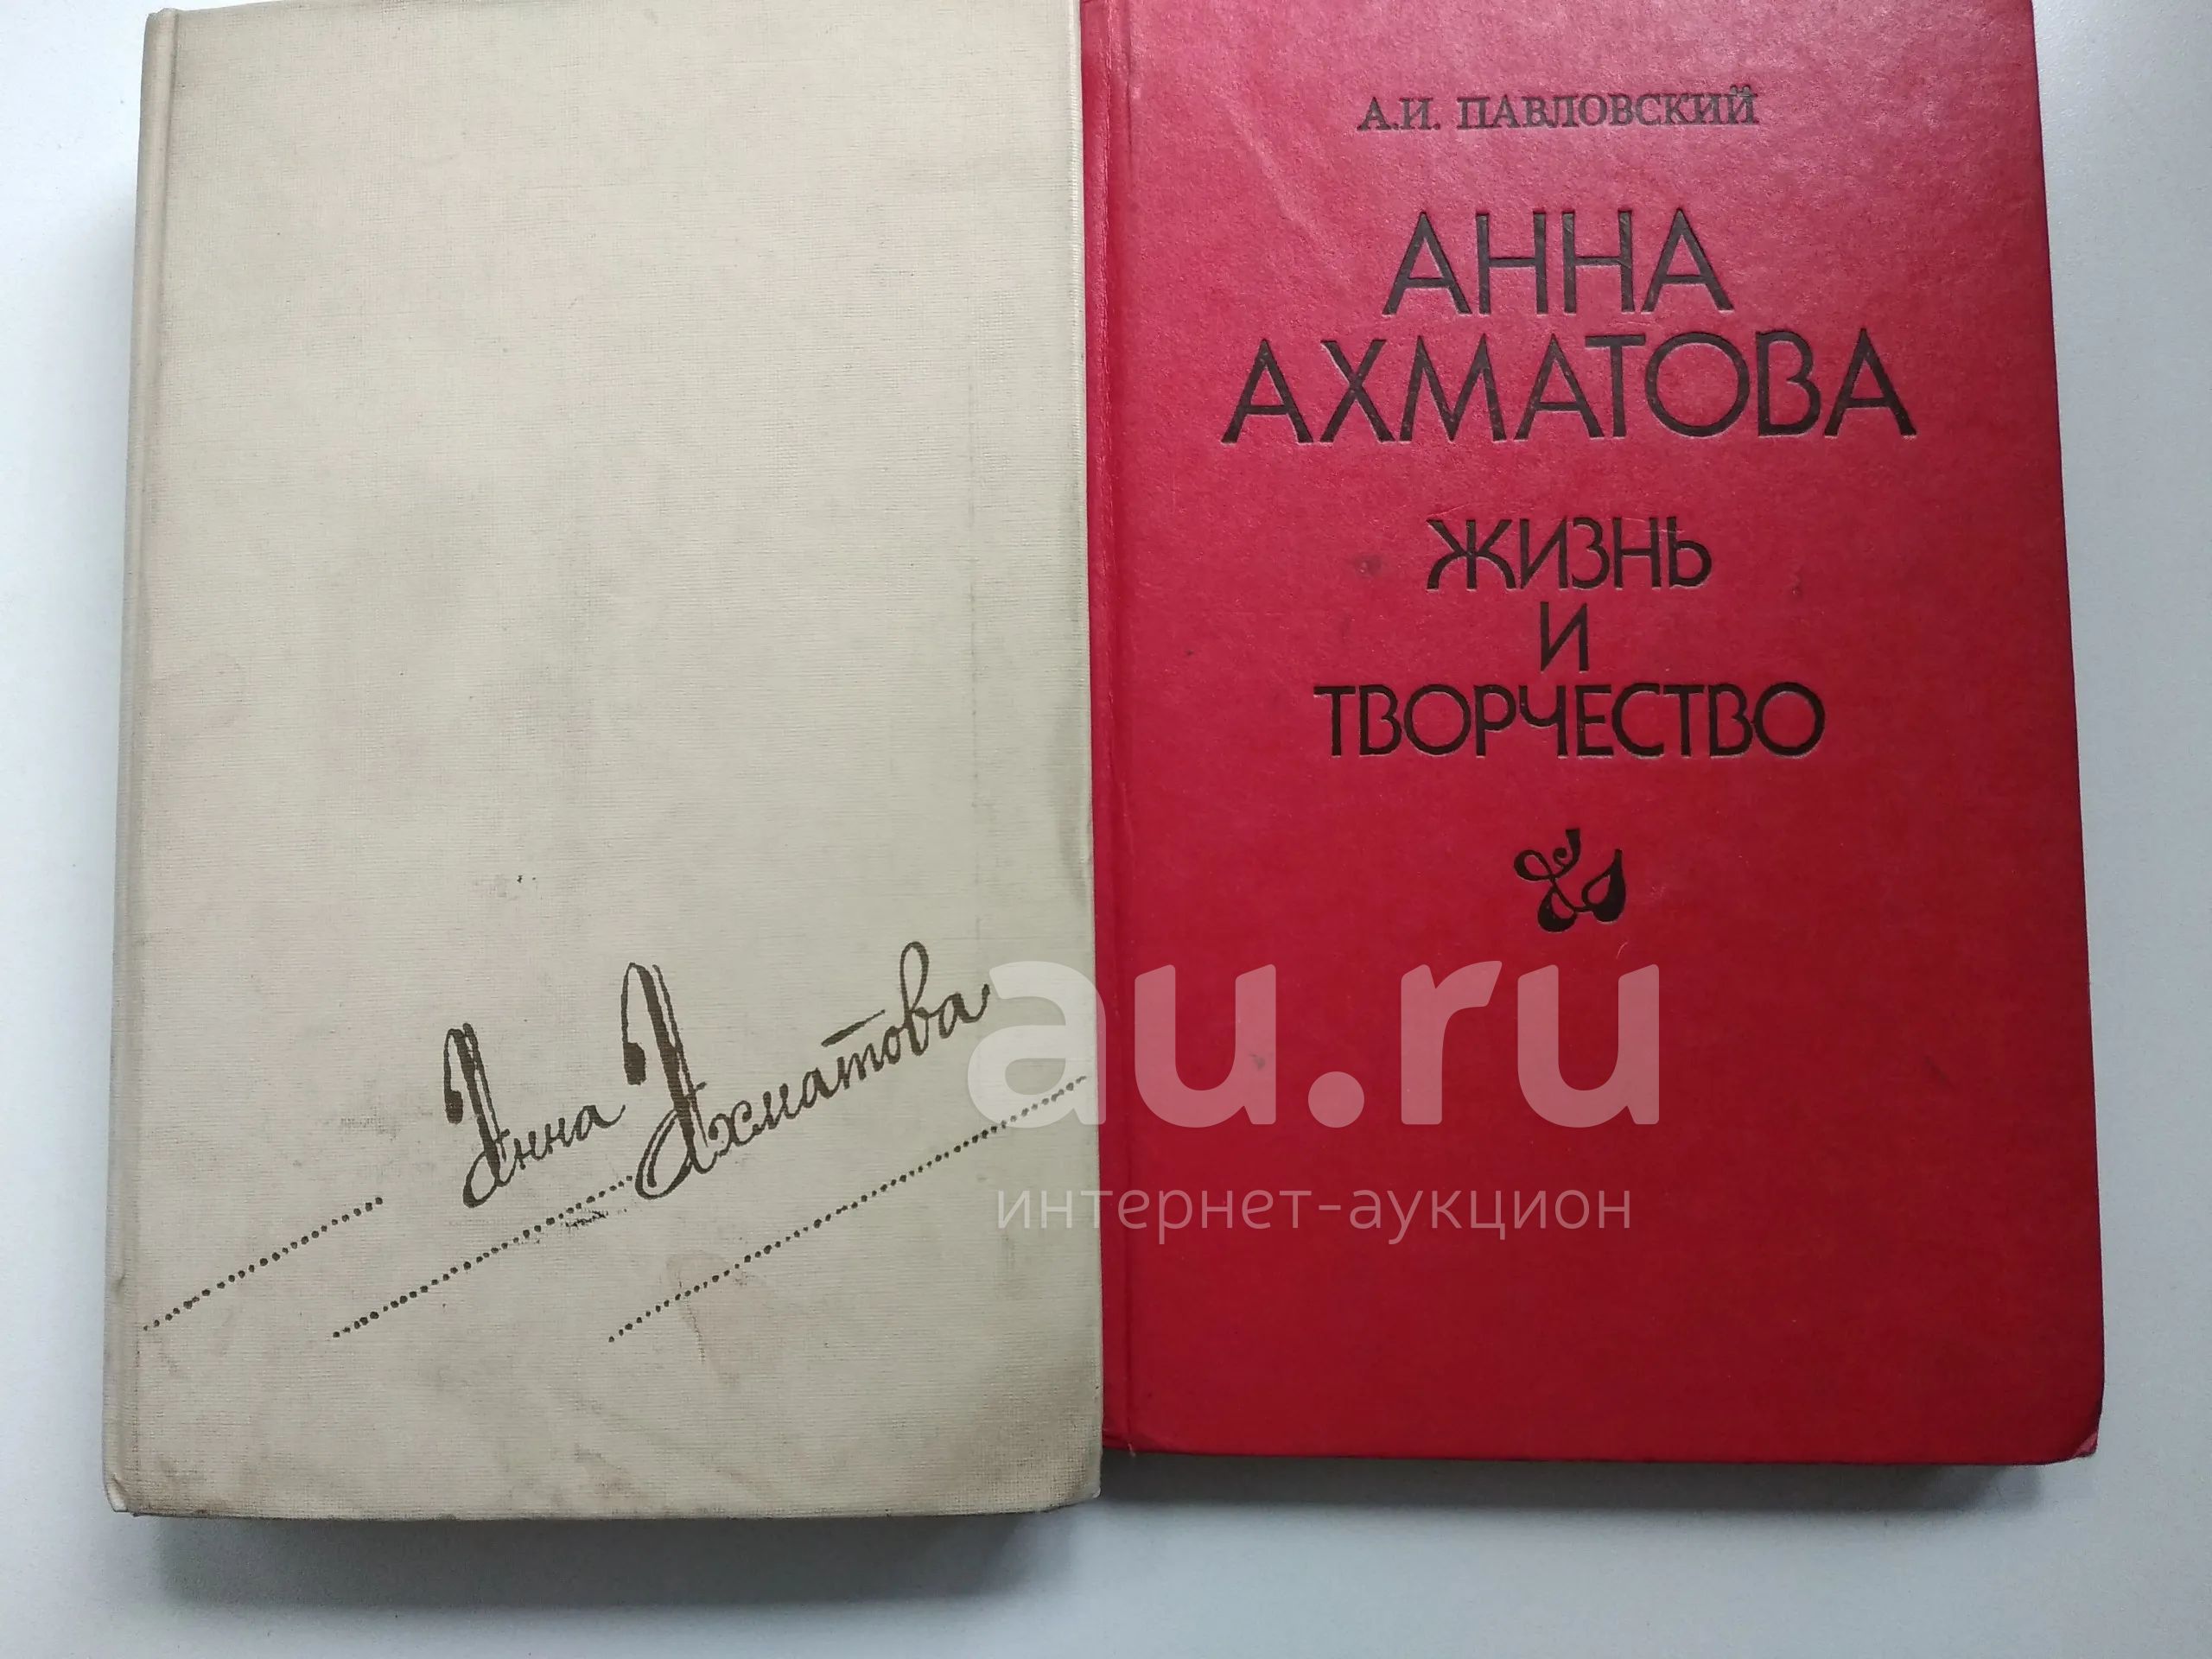 Анна Ахматова
А.И. ПАВЛОВСКИЙ
АННА
АХМАТОВА
ЖИЗНЬ
И
ТВОРЧЕСТВО
au.ru
интернет-аукцион